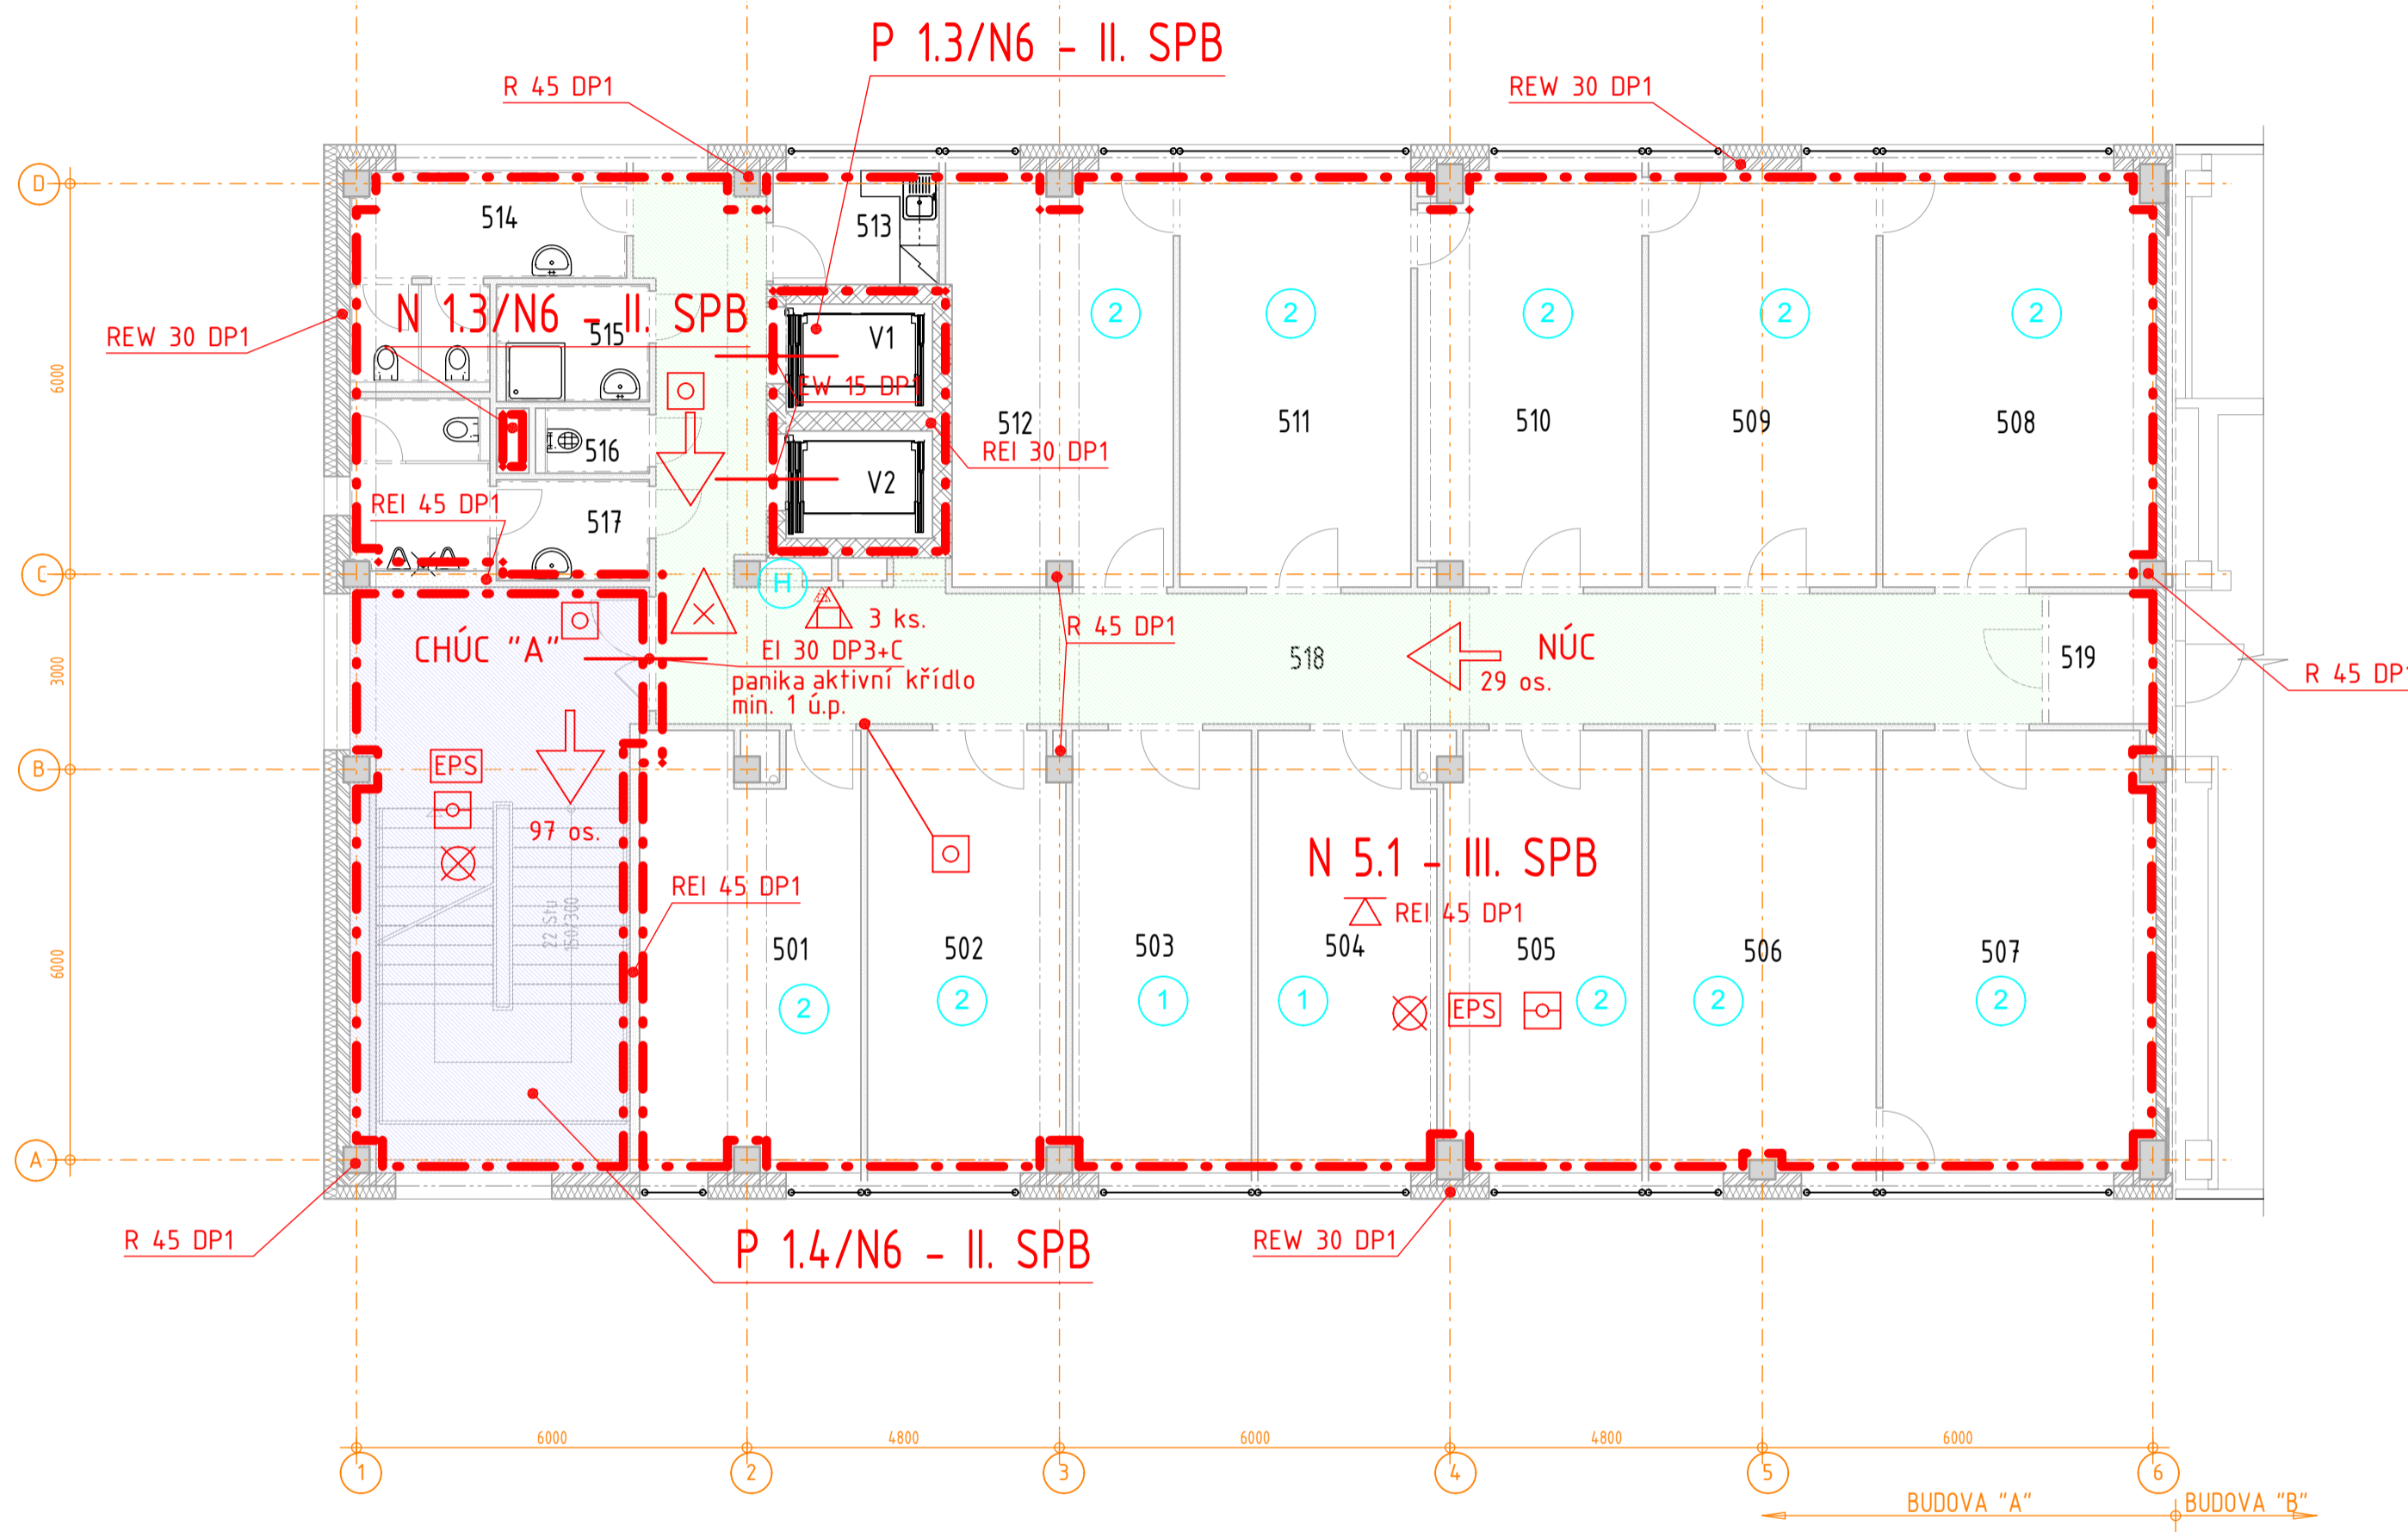 P 1.3/N6 - II. SPB
R 45 DP1
REW 30 DP1
D
514
513
N 1.3/N6 - II. SPB
515
V1
2
2
2
2
2
REW 30 DP1
6000
EW 15 DP1
512
511
510
509
508
516
REI 30 DP1
V2
REI 45 DP1
517
C
H
3 ks.
R 45 DP1
CHÚC "A"
EI 30 DP3+C
518
NÚC
519
3000
panika aktivní křídlo
29 os.
R 45 DP1
min. 1 ú.p.
B
EPS
97 os.
N 5.1 - III. SPB
REI 45 DP1
REI 45 DP1
22 Stu
150/300
501
502
503
504
505
506
507
6000
2
2
1
1
2
2
2
EPS
A
R 45 DP1
P 1.4/N6 - II. SPB
REW 30 DP1
6000
4800
6000
4800
6000
1
2
3
4
5
6
BUDOVA "A"
BUDOVA "B"